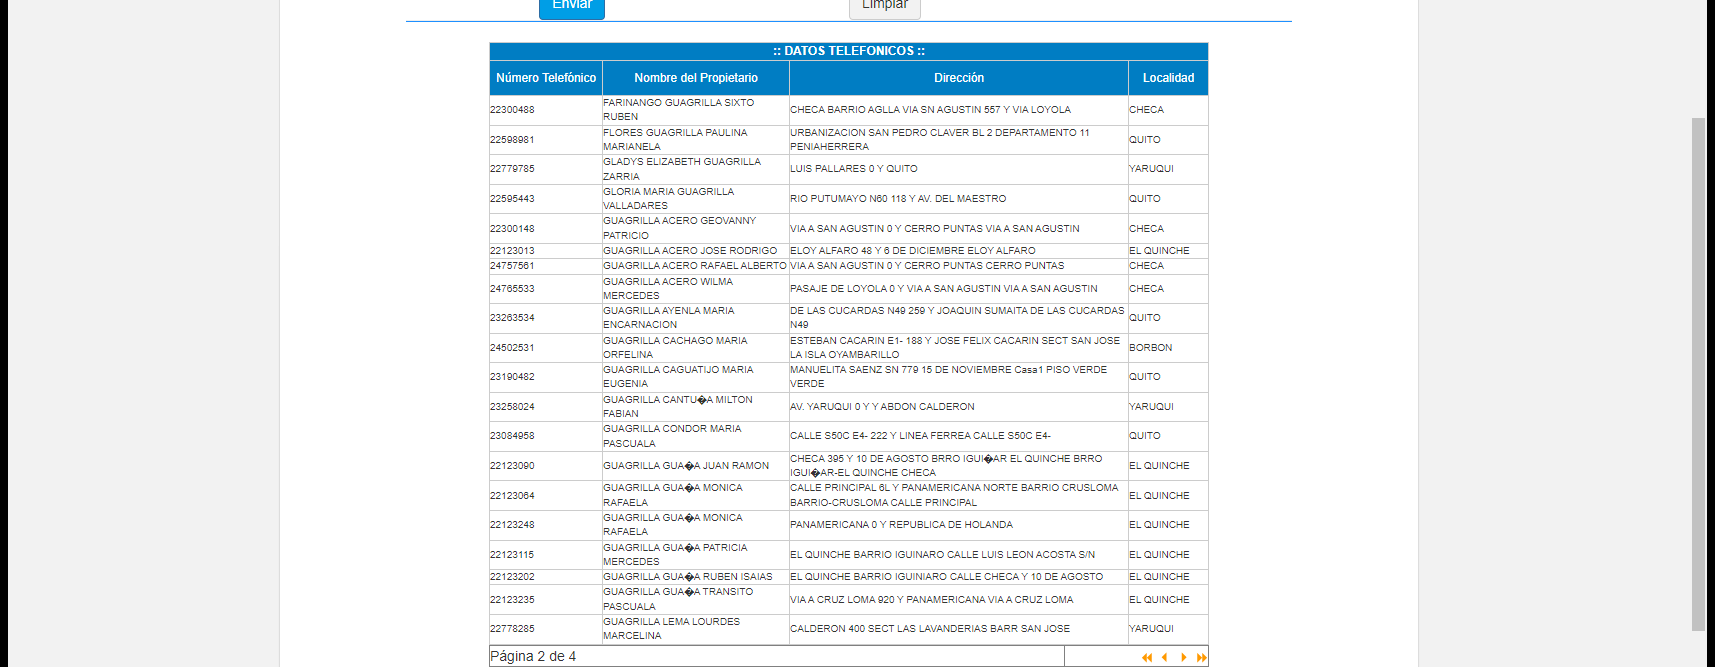 Enviar Limpiar
:: DATOS TELEFONICOS ::
Número Telefónico Nombre del Propietario Dirección Localidad
22300488 FARINANGO GUAGRILLA SIXTO RUBEN CHECA BARRIO AGLLA VIA SN AGUSTIN 557 Y VIA LOYOLA CHECA
22598981 FLORES GUAGRILLA PAULINA MARIANELA URBANIZACION SAN PEDRO CLAVER BL 2 DEPARTAMENTO 11 PENIAHERRERA QUITO
22779785 GLADYS ELIZABETH GUAGRILLA ZARRIA LUIS PALLARES 0 Y QUITO YARUQUI
22595443 GLORIA MARIA GUAGRILLA VALLADARES RIO PUTUMAYO N60 118 Y AV. DEL MAESTRO QUITO
22300148 GUAGRILLA ACERO GEOVANNY PATRICIO VIA A SAN AGUSTIN 0 Y CERRO PUNTAS VIA A SAN AGUSTIN CHECA
22123013 GUAGRILLA ACERO JOSE RODRIGO ELOY ALFARO 48 Y 6 DE DICIEMBRE ELOY ALFARO EL QUINCHE
24757561 GUAGRILLA ACERO RAFAEL ALBERTO VIA A SAN AGUSTIN 0 Y CERRO PUNTAS CERRO PUNTAS CHECA
24765533 GUAGRILLA ACERO WILMA MERCEDES PASAJE DE LOYOLA 0 Y VIA A SAN AGUSTIN VIA A SAN AGUSTIN CHECA
23263534 GUAGRILLA AYENLA MARIA ENCARNACION DE LAS CUCARDAS N49 259 Y JOAQUIN SUMAITA DE LAS CUCARDAS N49 QUITO
24502531 GUAGRILLA CACHAGO MARIA ORFELINA ESTEBAN CACARIN E1- 188 Y JOSE FELIX CACARIN SECT SAN JOSE LA ISLA OYAMBARILLO BORBON
23190482 GUAGRILLA CAGUATIJO MARIA EUGENIA MANUELITA SAENZ SN 779 15 DE NOVIEMBRE Casa1 PISO VERDE VERDE QUITO
23258024 GUAGRILLA CANTU�A MILTON FABIAN AV. YARUQUI 0 Y Y ABDON CALDERON YARUQUI
23084958 GUAGRILLA CONDOR MARIA PASCUALA CALLE S50C E4- 222 Y LINEA FERREA CALLE S50C E4- QUITO
22123090 GUAGRILLA GUA�A JUAN RAMON CHECA 395 Y 10 DE AGOSTO BRRO IGUI�AR EL QUINCHE BRRO IGUI�AR-EL QUINCHE CHECA EL QUINCHE
22123064 GUAGRILLA GUA�A MONICA RAFAELA CALLE PRINCIPAL 6L Y PANAMERICANA NORTE BARRIO CRUSLOMA BARRIO-CRUSLOMA CALLE PRINCIPAL EL QUINCHE
22123248 GUAGRILLA GUA�A MONICA RAFAELA PANAMERICANA 0 Y REPUBLICA DE HOLANDA EL QUINCHE
22123115 GUAGRILLA GUA�A PATRICIA MERCEDES EL QUINCHE BARRIO IGUINARO CALLE LUIS LEON ACOSTA S/N EL QUINCHE
22123202 GUAGRILLA GUA�A RUBEN ISAIAS EL QUINCHE BARRIO IGUINIARO CALLE CHECA Y 10 DE AGOSTO EL QUINCHE
22123235 GUAGRILLA GUA�A TRANSITO PASCUALA VIA A CRUZ LOMA 920 Y PANAMERICANA VIA A CRUZ LOMA EL QUINCHE
22778285 GUAGRILLA LEMA LOURDES MARCELINA CALDERON 400 SECT LAS LAVANDERIAS BARR SAN JOSE YARUQUI
Página 2 de 4